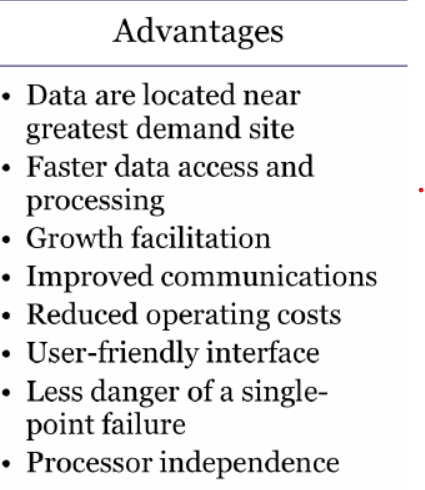 Advantages
• Data are located near
greatest demand site
• Faster data access and
processing
• Growth facilitation
• Improved communications
• Reduced operating costs
• User-friendly interface
• Less danger of a single-
point failure
• Processor independence